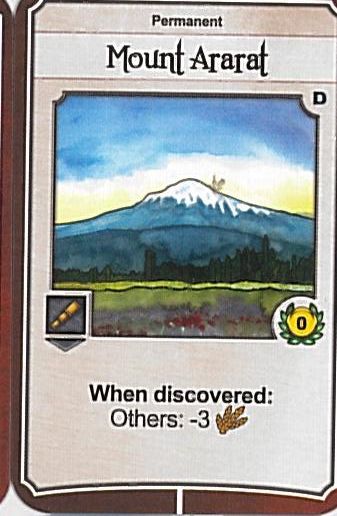 Permanent
Mount Ararat
D
0
When discovered:
Others: -3